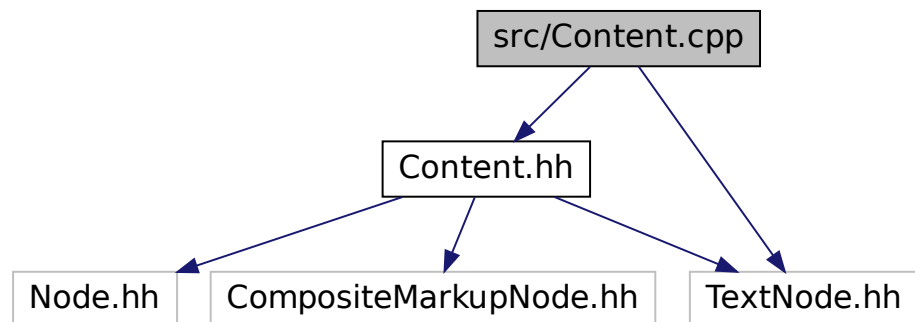 src/Content.cpp
Content.hh
Node.hh
CompositeMarkupNode.hh
TextNode.hh